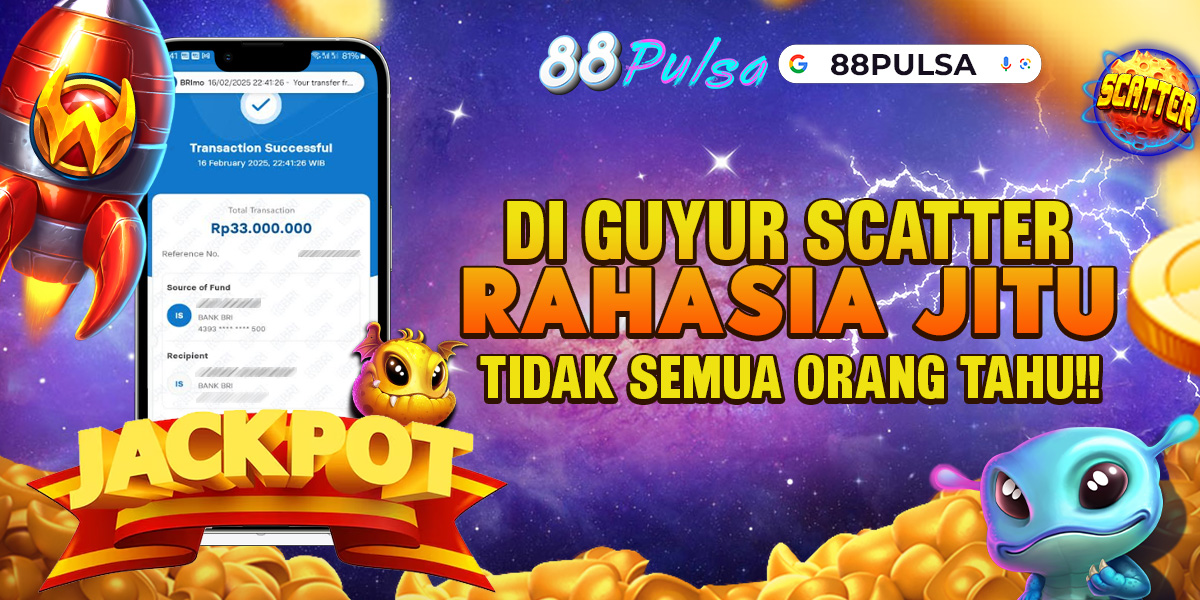 88Pulsa
88PULSA
SCATTER
W
81%
BRImo 16/02/2025 22:41:26 - Your transfer fr...
Transaction Successful
16 February 2025, 22:41:26 WIB
Total Transaction
Rp33.000.000
Reference No.
Source of Fund
IS
BANK BRI
4393 **** **** 500
Recipient
IS
BANK BRI
JACKPOT
DI GUYUR SCATTER
RAHASIA JITU
TIDAK SEMUA ORANG TAHU!!